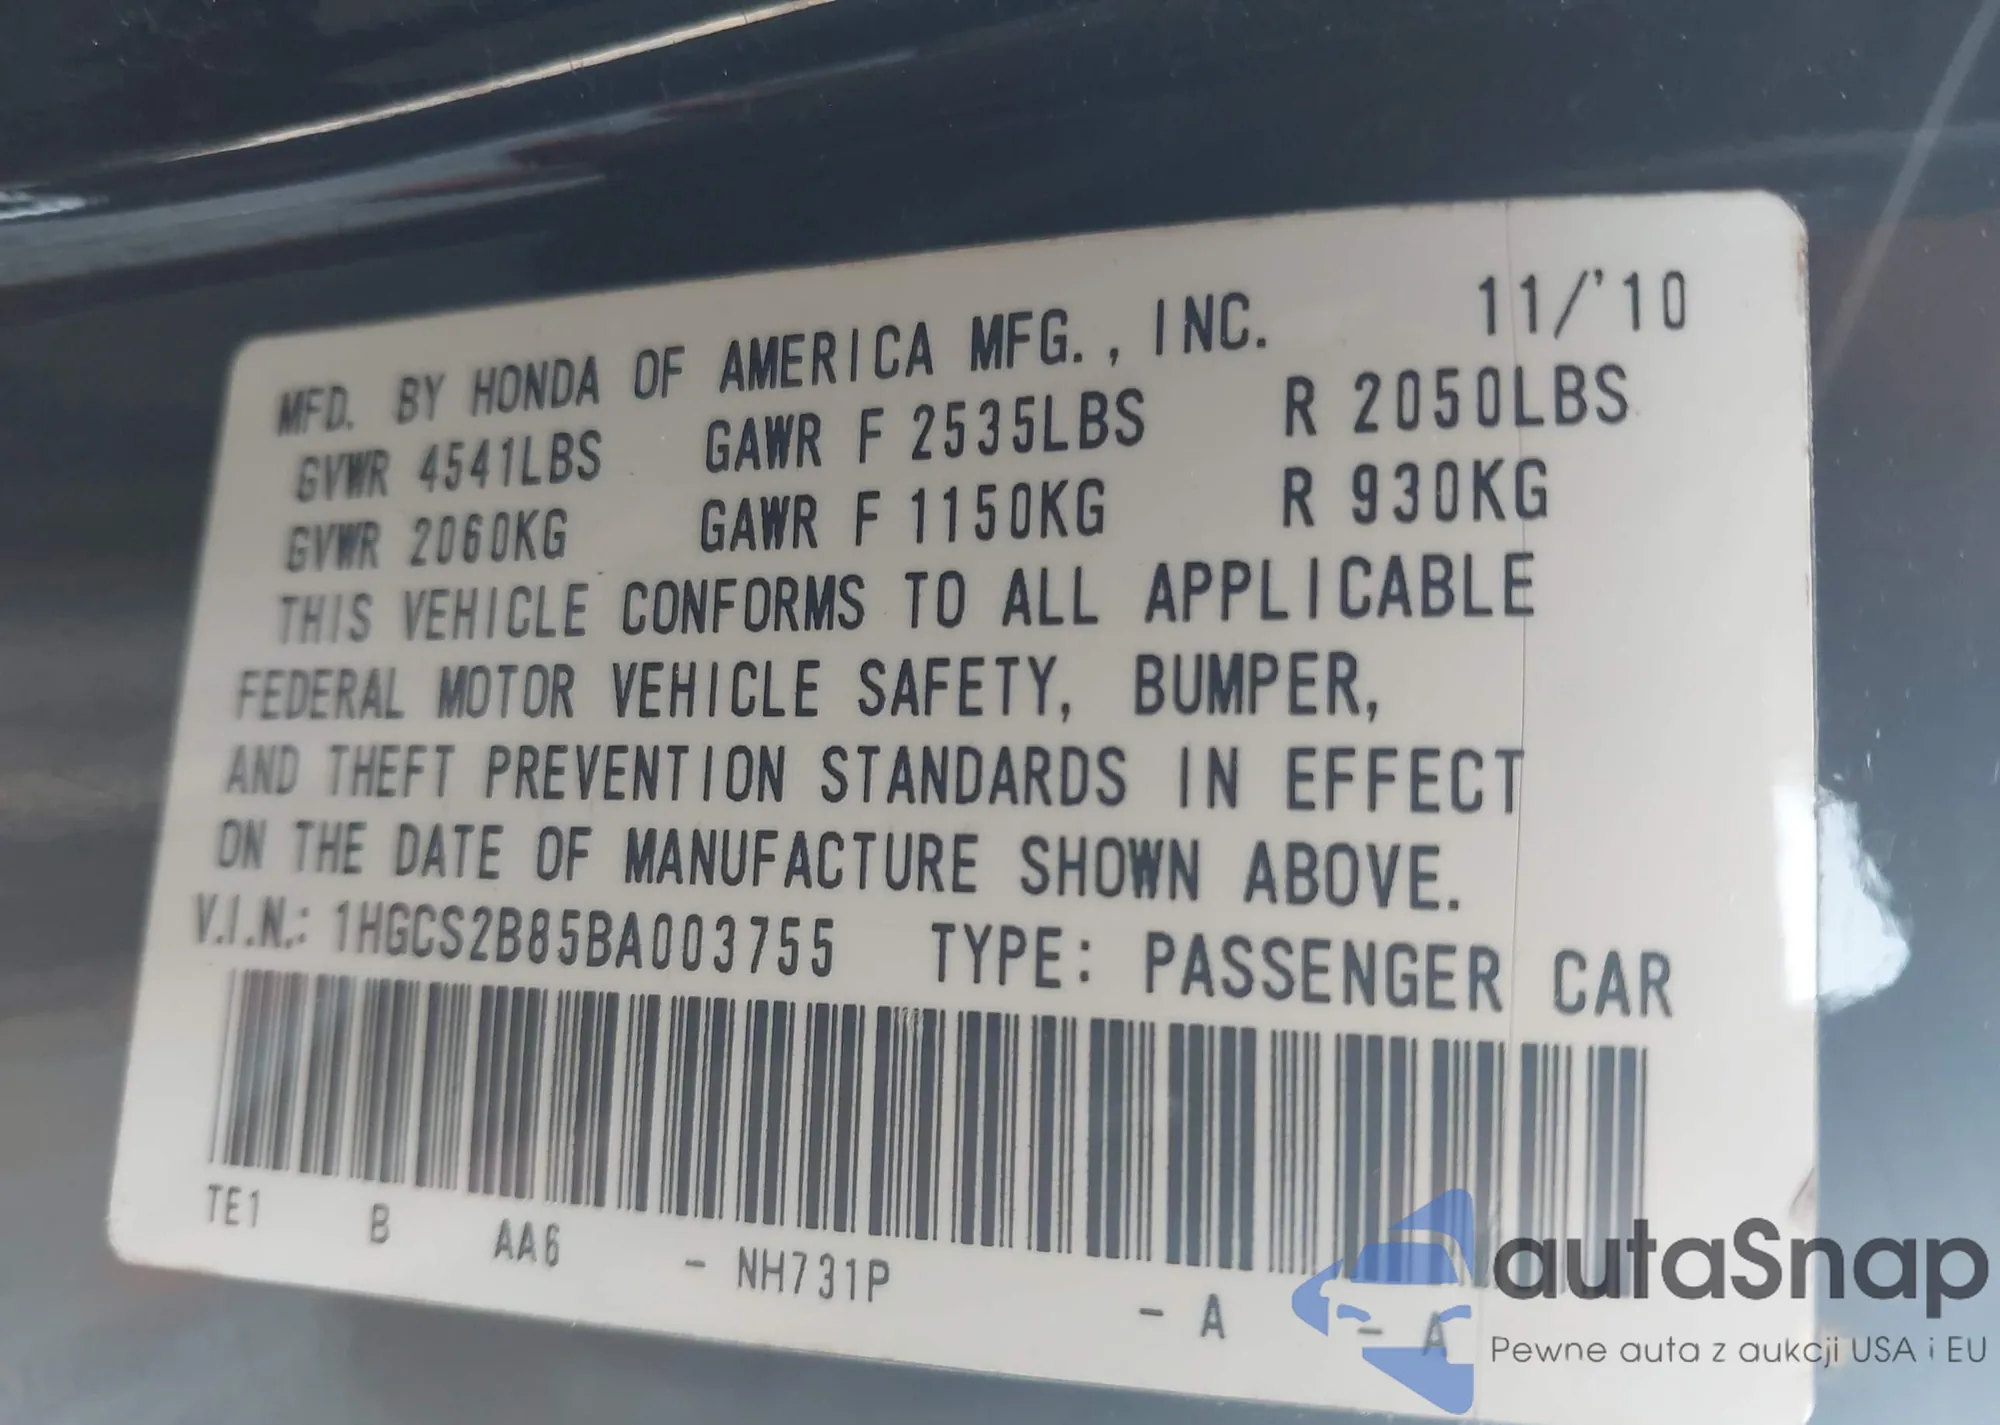 MFD. BY HONDA OF AMERICA MFG., INC. 11/'10
GVWR 4541LBS GAWR F 2535LBS R 2050LBS
GVWR 2060KG GAWR F 1150KG R 930KG
THIS VEHICLE CONFORMS TO ALL APPLICABLE
FEDERAL MOTOR VEHICLE SAFETY, BUMPER,
AND THEFT PREVENTION STANDARDS IN EFFECT
ON THE DATE OF MANUFACTURE SHOWN ABOVE.
V.I.N.: 1HGCS2B85BA003755 TYPE: PASSENGER CAR
TE1 B AA6 - NH731P - A - A
autaSnap
Pewne auta z aukcji USA i EU